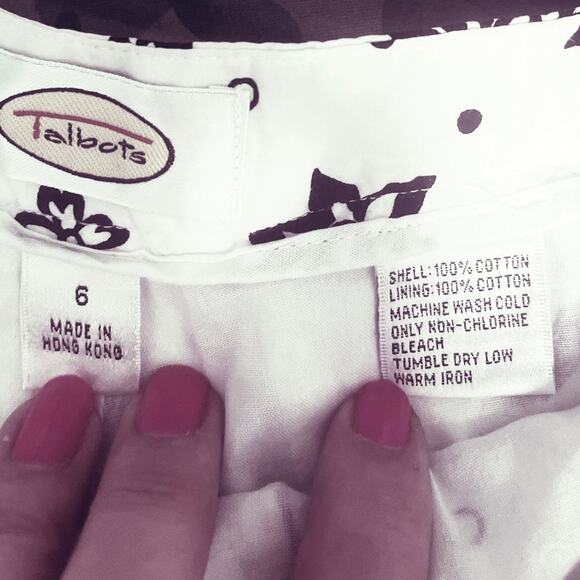 Talbots
6
MADE IN
HONG KONG
SHELL:100% COTTON
LINING:100% COTTON
MACHINE WASH COLD
ONLY NON-CHLORINE
BLEACH
TUMBLE DRY LOW
WARM IRON